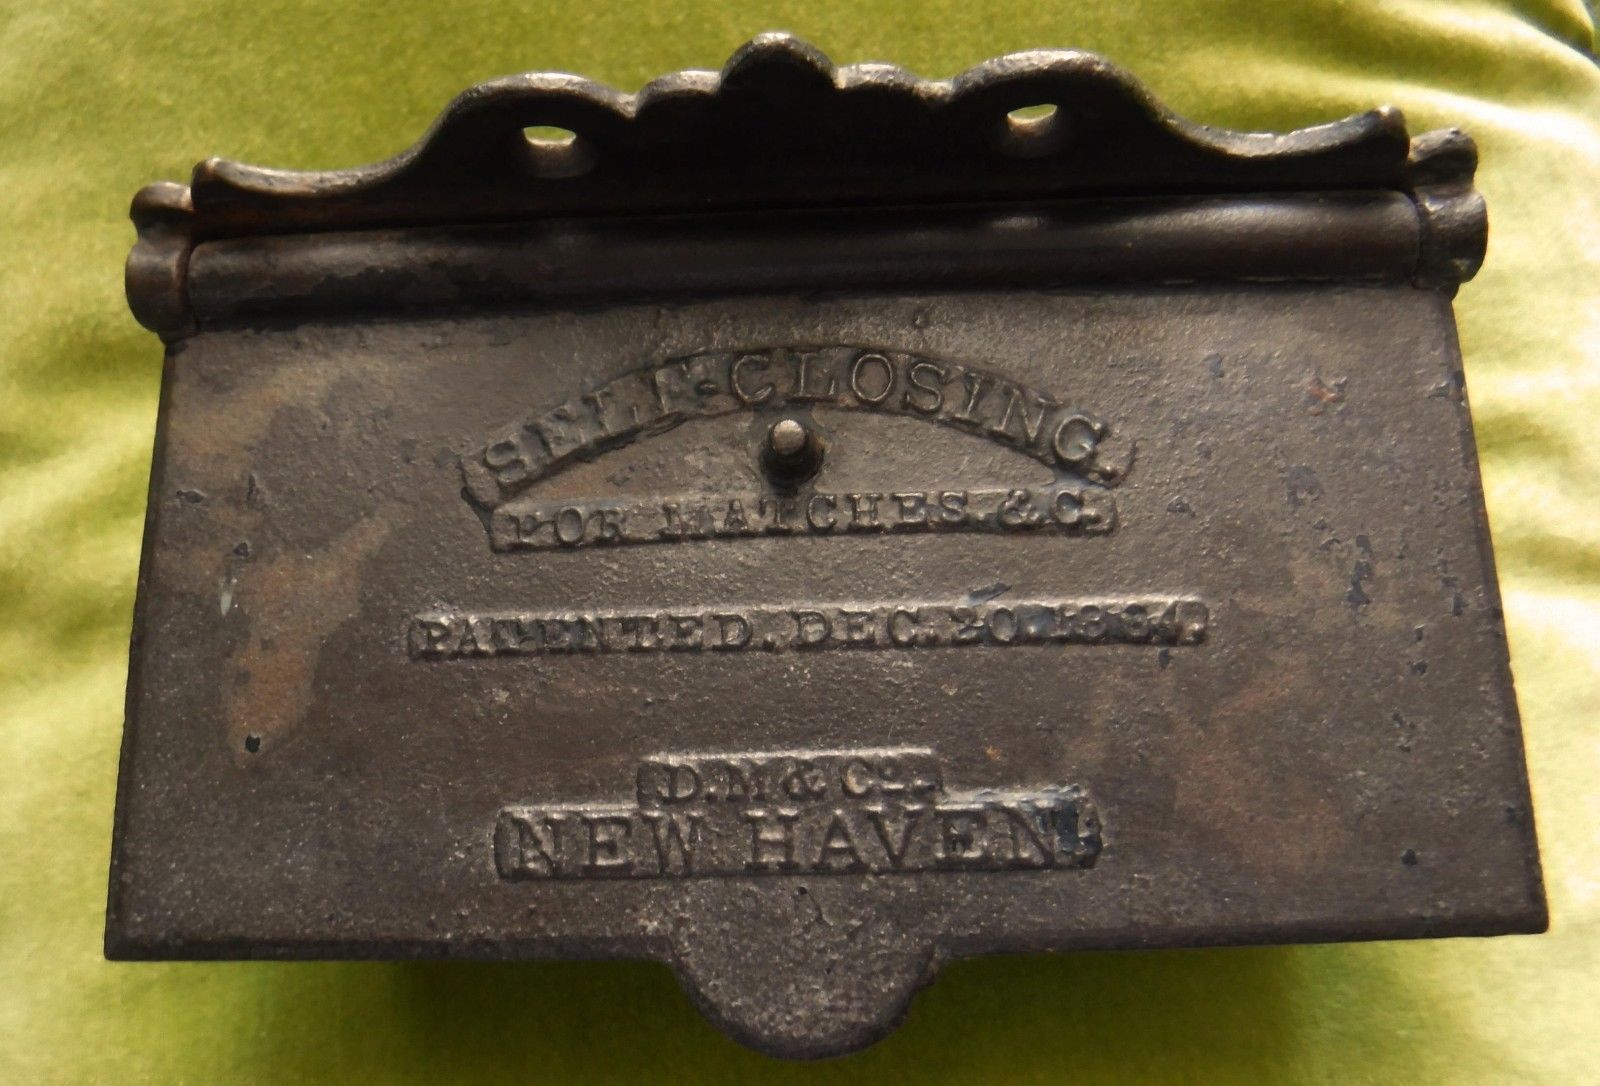 SELF-CLOSING.
FOR MATCHES. & C.
PATENTED. DEC. 20. 1864.
D. M & Co.
NEW HAVEN.